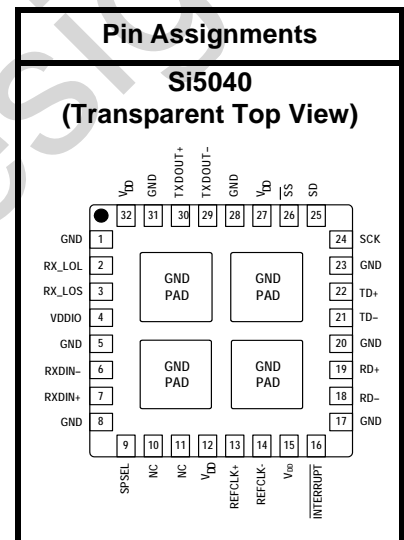 Pin Assignments
Si5040
(Transparent Top View)
VDD GND TXDOUT+ TXDOUT– GND VDD SS SD
32 31 30 29 28 27 26 25
GND 1
RX_LOL 2
RX_LOS 3
VDDIO 4
GND 5
RXDIN– 6
RXDIN+ 7
GND 8
GND
PAD
GND
PAD
GND
PAD
GND
PAD
24 SCK
23 GND
22 TD+
21 TD–
20 GND
19 RD+
18 RD–
17 GND
9 10 11 12 13 14 15 16
SPSEL NC NC VDD REFCLK+ REFCLK- VDD INTERRUPT